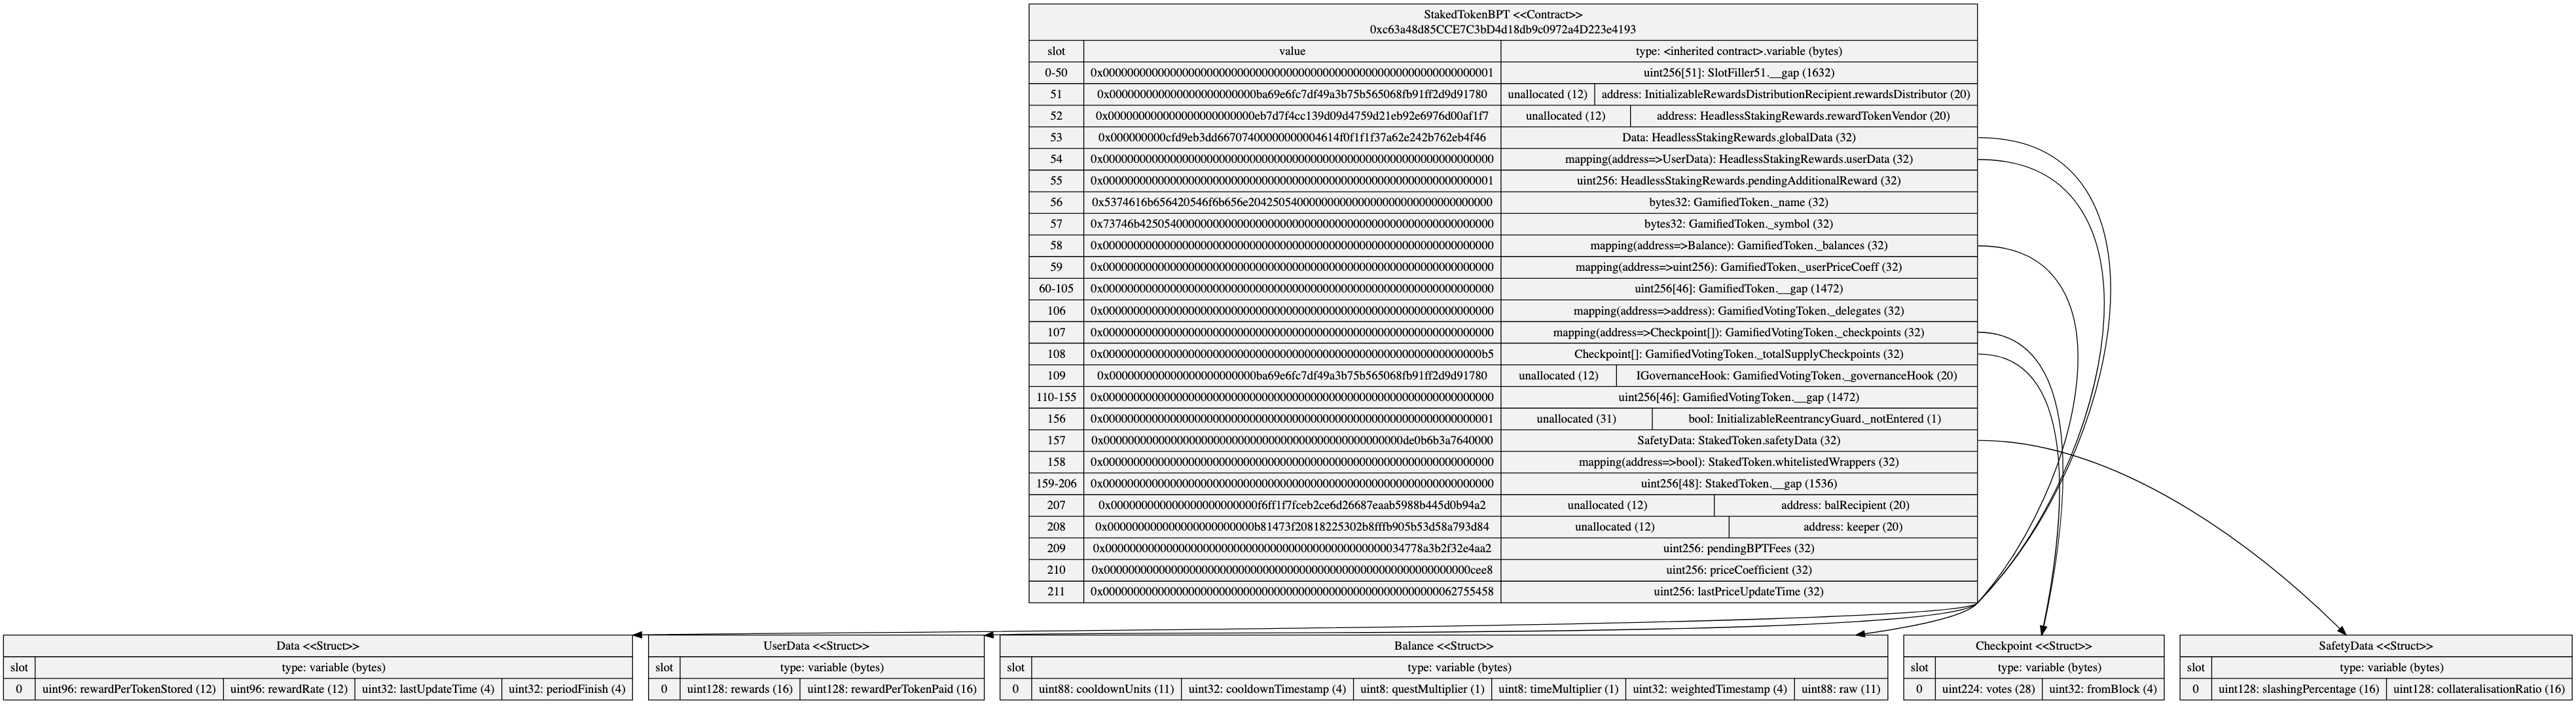 StakedTokenBPT <<Contract>>
0xc63a48d85CCE7C3bD4d18db9c0972a4D223e4193
slot value type: <inherited contract>.variable (bytes)
0-50 0x0000000000000000000000000000000000000000000000000000000000000001 uint256[51]: SlotFiller51.__gap (1632)
51 0x000000000000000000000000ba69e6fc7df49a3b75b565068fb91ff2d9d91780 unallocated (12) address: InitializableRewardsDistributionRecipient.rewardsDistributor (20)
52 0x000000000000000000000000eb7d7f4cc139d09d4759d21eb92e6976d00af1f7 unallocated (12) address: HeadlessStakingRewards.rewardTokenVendor (20)
53 0x000000000cfd9eb3dd66707400000000004614f0f1f1f37a62e242b762eb4f46 Data: HeadlessStakingRewards.globalData (32)
54 0x0000000000000000000000000000000000000000000000000000000000000000 mapping(address=>UserData): HeadlessStakingRewards.userData (32)
55 0x0000000000000000000000000000000000000000000000000000000000000001 uint256: HeadlessStakingRewards.pendingAdditionalReward (32)
56 0x5374616b656420546f6b656e2042505400000000000000000000000000000000 bytes32: GamifiedToken._name (32)
57 0x73746b4250540000000000000000000000000000000000000000000000000000 bytes32: GamifiedToken._symbol (32)
58 0x0000000000000000000000000000000000000000000000000000000000000000 mapping(address=>Balance): GamifiedToken._balances (32)
59 0x0000000000000000000000000000000000000000000000000000000000000000 mapping(address=>uint256): GamifiedToken._userPriceCoeff (32)
60-105 0x0000000000000000000000000000000000000000000000000000000000000000 uint256[46]: GamifiedToken.__gap (1472)
106 0x0000000000000000000000000000000000000000000000000000000000000000 mapping(address=>address): GamifiedVotingToken._delegates (32)
107 0x0000000000000000000000000000000000000000000000000000000000000000 mapping(address=>Checkpoint[]): GamifiedVotingToken._checkpoints (32)
108 0x00000000000000000000000000000000000000000000000000000000000000b5 Checkpoint[]: GamifiedVotingToken._totalSupplyCheckpoints (32)
109 0x000000000000000000000000ba69e6fc7df49a3b75b565068fb91ff2d9d91780 unallocated (12) IGovernanceHook: GamifiedVotingToken._governanceHook (20)
110-155 0x0000000000000000000000000000000000000000000000000000000000000000 uint256[46]: GamifiedVotingToken.__gap (1472)
156 0x0000000000000000000000000000000000000000000000000000000000000001 unallocated (31) bool: InitializableReentrancyGuard._notEntered (1)
157 0x0000000000000000000000000000000000000000000000000de0b6b3a7640000 SafetyData: StakedToken.safetyData (32)
158 0x0000000000000000000000000000000000000000000000000000000000000000 mapping(address=>bool): StakedToken.whitelistedWrappers (32)
159-206 0x0000000000000000000000000000000000000000000000000000000000000000 uint256[48]: StakedToken.__gap (1536)
207 0x000000000000000000000000f6ff1f7fceb2ce6d26687eaab5988b445d0b94a2 unallocated (12) address: balRecipient (20)
208 0x000000000000000000000000b81473f20818225302b8fffb905b53d58a793d84 unallocated (12) address: keeper (20)
209 0x0000000000000000000000000000000000000000000000034778a3b2f32e4aa2 uint256: pendingBPTFees (32)
210 0x000000000000000000000000000000000000000000000000000000000000cee8 uint256: priceCoefficient (32)
211 0x0000000000000000000000000000000000000000000000000000000062755458 uint256: lastPriceUpdateTime (32)
Data <<Struct>>
slot type: variable (bytes)
0 uint96: rewardPerTokenStored (12) uint96: rewardRate (12) uint32: lastUpdateTime (4) uint32: periodFinish (4)
UserData <<Struct>>
slot type: variable (bytes)
0 uint128: rewards (16) uint128: rewardPerTokenPaid (16)
Balance <<Struct>>
slot type: variable (bytes)
0 uint88: cooldownUnits (11) uint32: cooldownTimestamp (4) uint8: questMultiplier (1) uint8: timeMultiplier (1) uint32: weightedTimestamp (4) uint88: raw (11)
Checkpoint <<Struct>>
slot type: variable (bytes)
0 uint224: votes (28) uint32: fromBlock (4)
SafetyData <<Struct>>
slot type: variable (bytes)
0 uint128: slashingPercentage (16) uint128: collateralisationRatio (16)